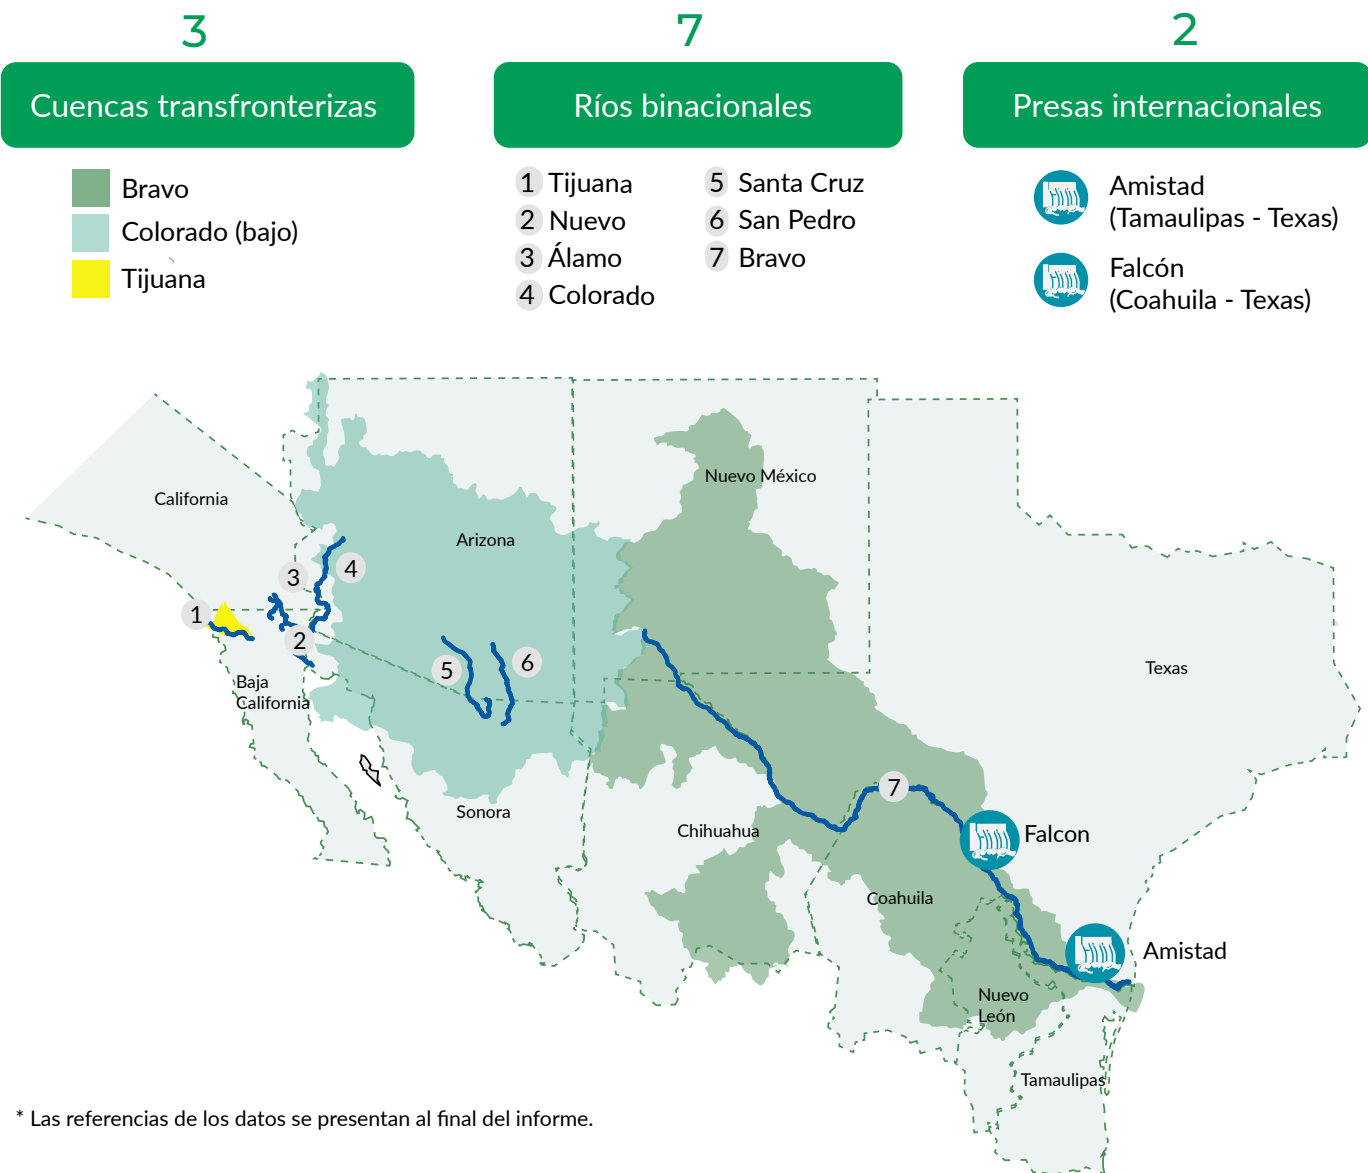 3
Cuencas transfronterizas
Bravo
Colorado (bajo)
Tijuana
7
Ríos binacionales
1 Tijuana
2 Nuevo
3 Álamo
4 Colorado
5 Santa Cruz
6 San Pedro
7 Bravo
2
Presas internacionales
Amistad
(Tamaulipas - Texas)
Falcón
(Coahuila - Texas)
Nuevo México
California
Arizona
3
4
1
2
5
6
Texas
Baja
California
7
Sonora
Chihuahua
Falcon
Coahuila
Amistad
Nuevo
León
Tamaulipas
* Las referencias de los datos se presentan al final del informe.